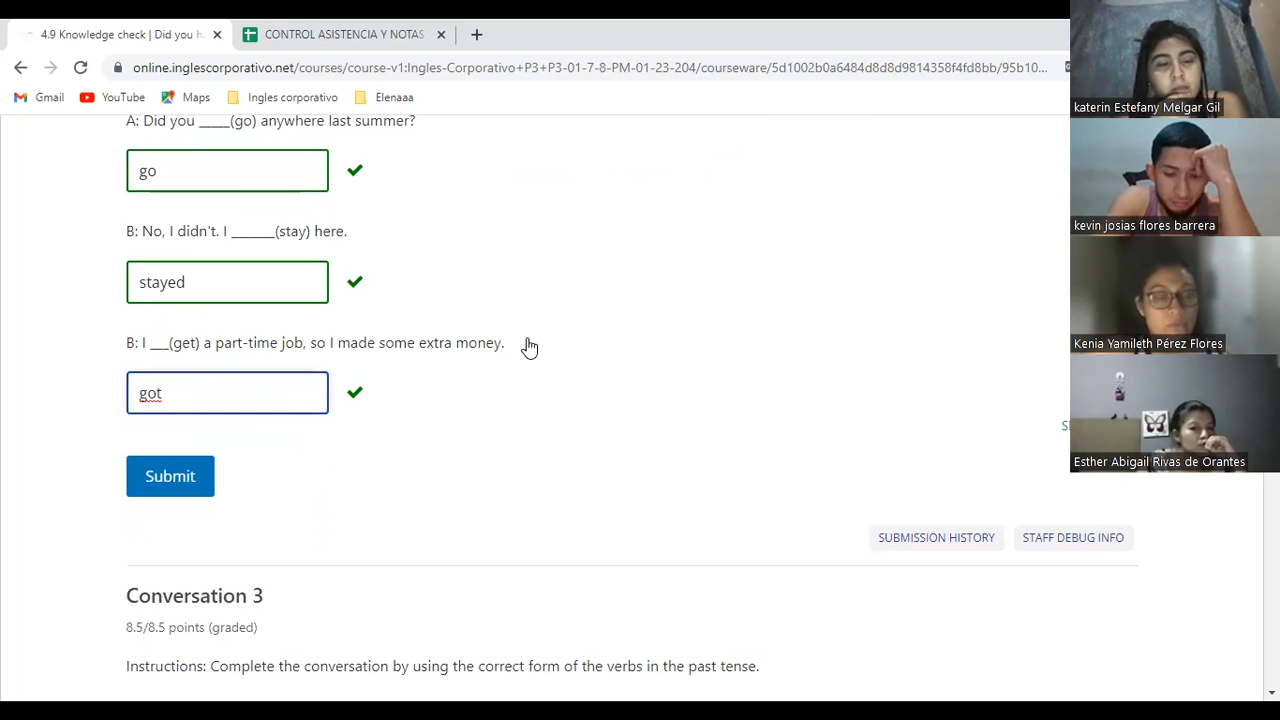 4.9 Knowledge check | Did you h
CONTROL ASISTENCIA Y NOTAS
online.inglescorporativo.net/courses/course-v1:Ingles-Corporativo+P3+P3-01-7-8-PM-01-23-204/courseware/5d1002b0a6484d8d8d9814358f4fd8bb/95b10...
Gmail YouTube Maps Ingles corporativo Elenaaa
A: Did you _____(go) anywhere last summer?
go
B: No, I didn't. I _______(stay) here.
stayed
B: I ___(get) a part-time job, so I made some extra money.
got
Submit
SUBMISSION HISTORY STAFF DEBUG INFO
Conversation 3
8.5/8.5 points (graded)
Instructions: Complete the conversation by using the correct form of the verbs in the past tense.
katerin Estefany Melgar Gil
kevin josias flores barrera
Kenia Yamileth Pérez Flores
Esther Abigail Rivas de Orantes